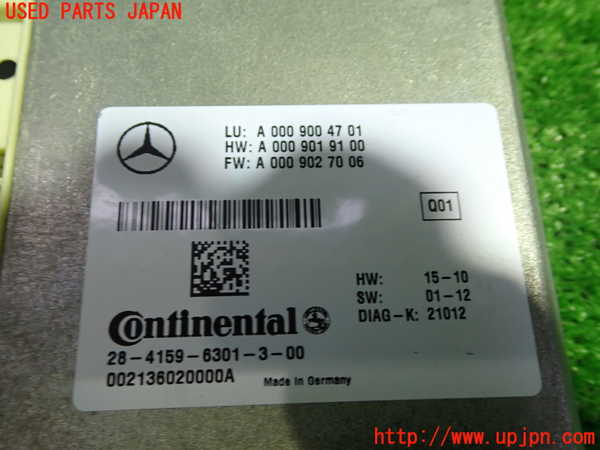 USED PARTS JAPAN
LU: A 000 900 47 01
HW: A 000 901 91 00
FW: A 000 902 70 06
Q01
HW: 15-10
SW: 01-12
DIAG-K: 21012
Continental
28-4159-6301-3-00
002136020000A Made in Germany
https://www.upjpn.com